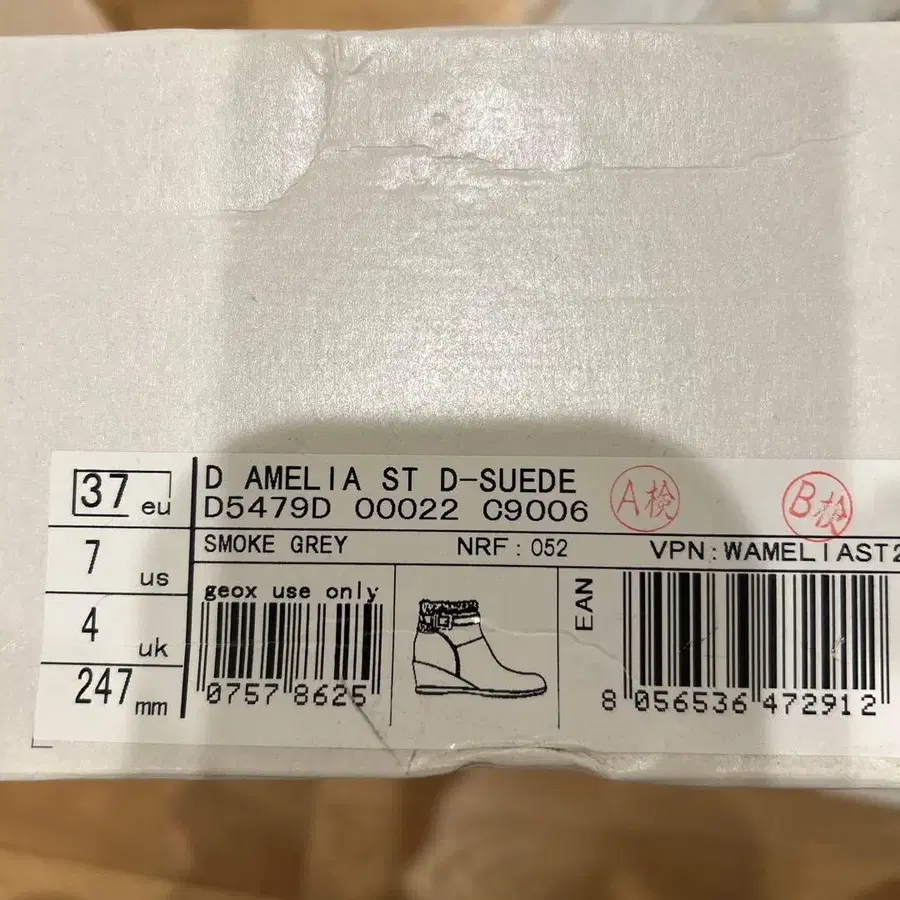 37 eu
7 us
4 uk
247 mm
D AMELIA ST D-SUEDE
D5479D 00022 C9006
A検
B検
SMOKE GREY NRF: 052 VPN:WAMELIAST2
geox use only
0757 8625
EAN
8 056536 472912